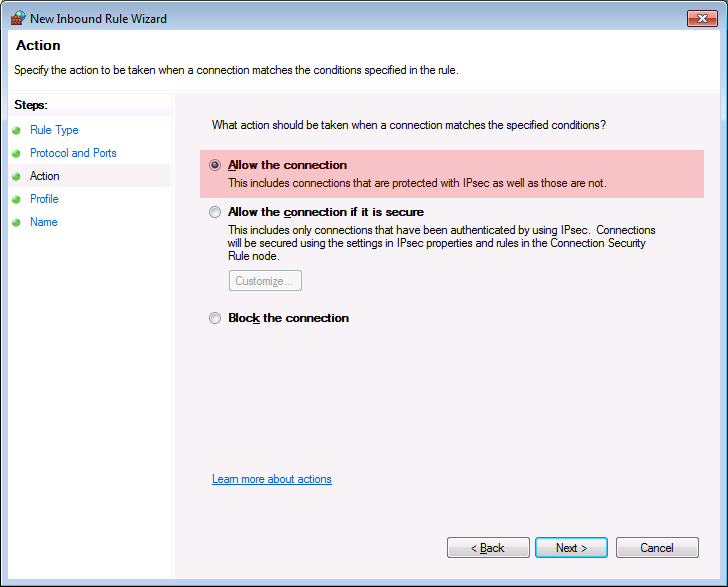 New Inbound Rule Wizard
Action
Specify the action to be taken when a connection matches the conditions specified in the rule.
Steps:
Rule Type
Protocol and Ports
Action
Profile
Name
What action should be taken when a connection matches the specified conditions?
Allow the connection
This includes connections that are protected with IPsec as well as those are not.
Allow the connection if it is secure
This includes only connections that have been authenticated by using IPsec.  Connections
will be secured using the settings in IPsec properties and rules in the Connection Security
Rule node.
Customize...
Block the connection
Learn more about actions
< Back
Next >
Cancel